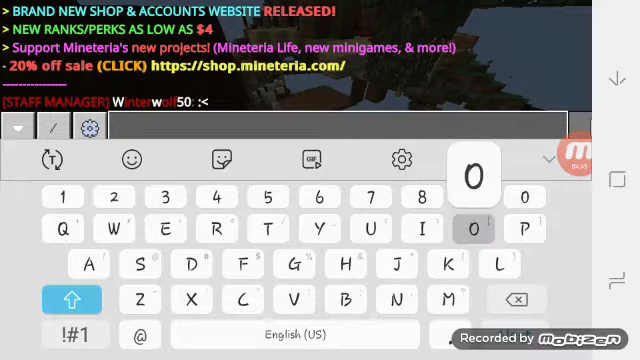 > BRAND NEW SHOP & ACCOUNTS WEBSITE RELEASED!
> NEW RANKS/PERKS AS LOW AS $4
> Support Mineteria's new projects! (Mineteria Life, new minigames, & more!)
- 20% off sale (CLICK) https://shop.mineteria.com/
----------------
[STAFF MANAGER] Winterwolf50: :<
/
T GIF
O
1 2 3 4 5 6 7 8 0
Q W E R T Y U I O P
A S D F G H J K L
Z X C V B N M
!#1 @ English (US) .
Recorded by MOBIZEN